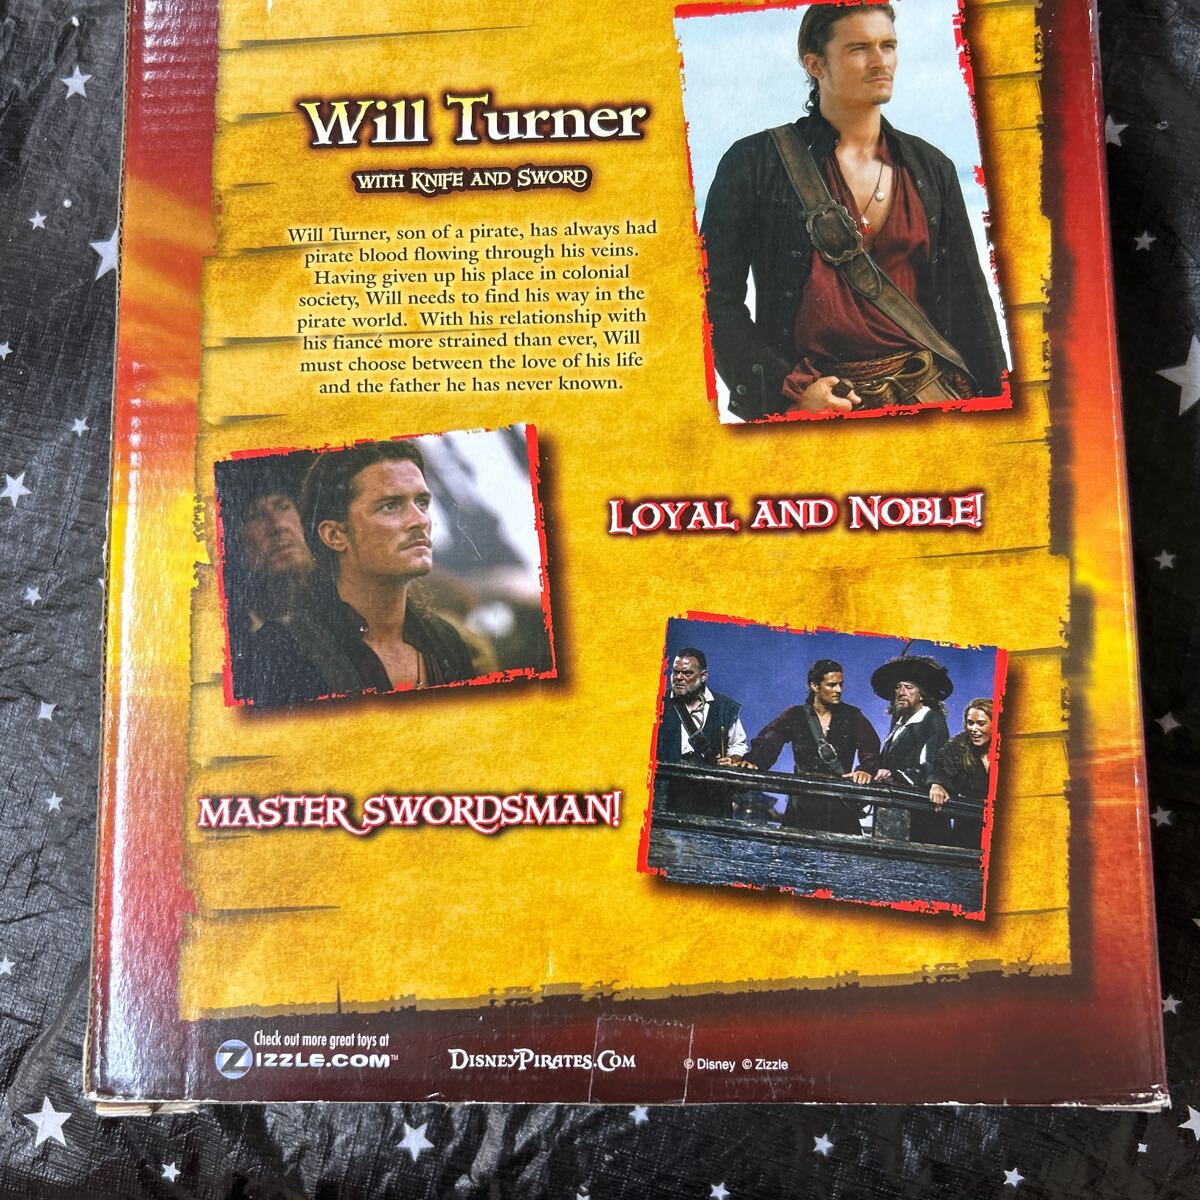 Will Turner
WITH KNIFE AND SWORD
Will Turner, son of a pirate, has always had
pirate blood flowing through his veins.
Having given up his place in colonial
society, Will needs to find his way in the
pirate world. With his relationship with
his fiancé more strained than ever, Will
must choose between the love of his life
and the father he has never known.
LOYAL AND NOBLE!
MASTER SWORDSMAN!
Check out more great toys at
ZIZZLE.COM™
DISNEYPIRATES.COM
© Disney © Zizzle